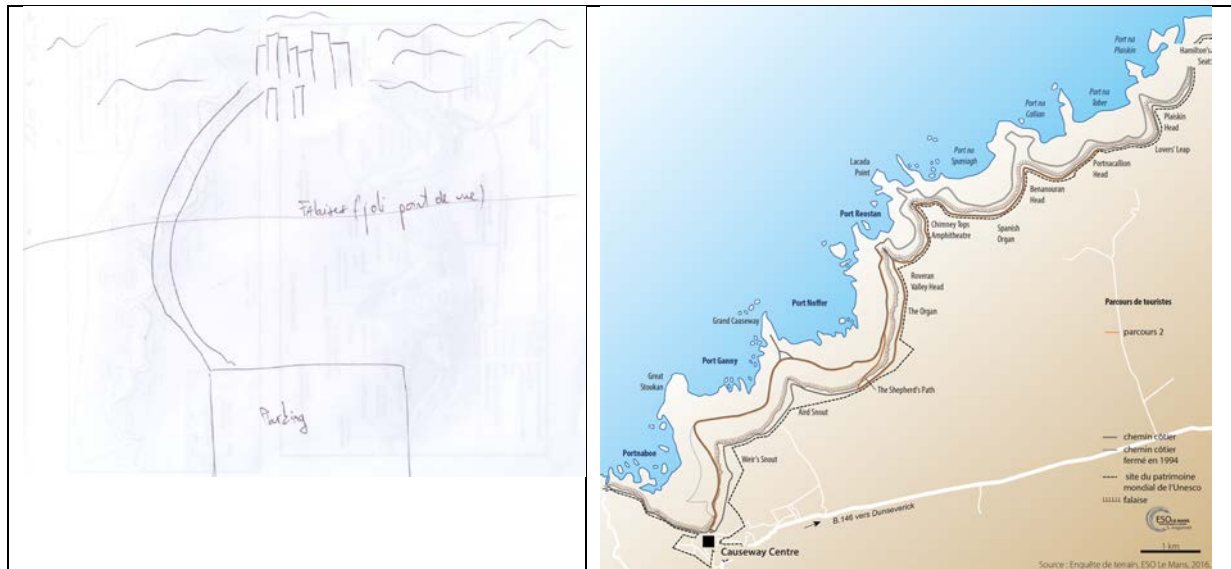 Falaises (joli point de vue)
Parking
Port na
Plaiskin
Hamilton's
Seat
Port na
Taber
Port na
Callian
Plaiskin
Head
Lovers' Leap
Port na
Spaniagh
Portnacallion
Head
Lacada
Point
Benanouran
Head
Port Reostan
Chimney Tops
Amphitheatre
Spanish
Organ
Roveran
Valley Head
Parcours de touristes
The Organ
Port Noffer
Grand Causeway
parcours 2
Port Ganny
Great
Stookan
The Shepherd's Path
Aird Snout
chemin côtier
chemin côtier
fermé en 1994
Portnaboe
Weir's Snout
site du patrimoine
mondial de l'Unesco
falaise
B.146 vers Dunseverick
ESO LE MANS
Causeway Centre
1 km
Source : Enquête de terrain, ESO Le Mans, 2016.